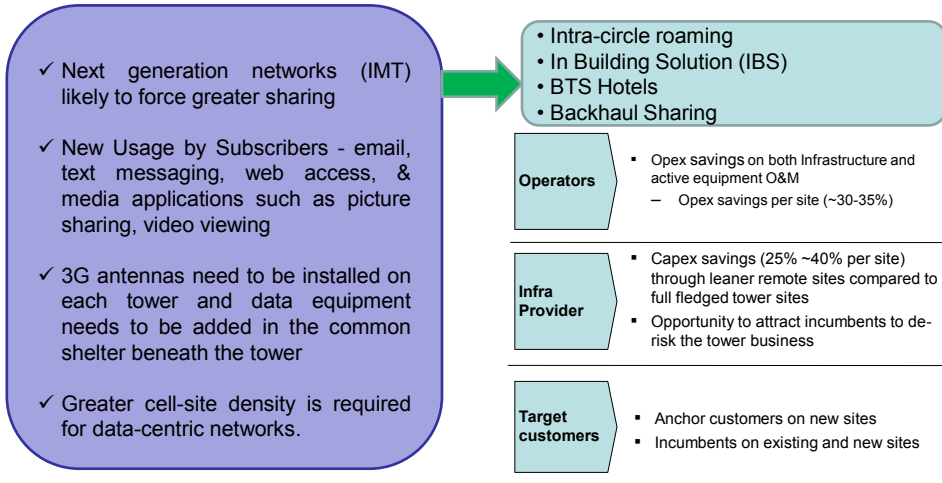 ✓ Next generation networks (IMT)
likely to force greater sharing
✓ New Usage by Subscribers - email,
text messaging, web access, &
media applications such as picture
sharing, video viewing
✓ 3G antennas need to be installed on
each tower and data equipment
needs to be added in the common
shelter beneath the tower
✓ Greater cell-site density is required
for data-centric networks.
• Intra-circle roaming
• In Building Solution (IBS)
• BTS Hotels
• Backhaul Sharing
Operators
▪ Opex savings on both Infrastructure and
active equipment O&M
– Opex savings per site (~30-35%)
Infra
Provider
▪ Capex savings (25% ~40% per site)
through leaner remote sites compared to
full fledged tower sites
▪ Opportunity to attract incumbents to de-
risk the tower business
Target
customers
▪ Anchor customers on new sites
▪ Incumbents on existing and new sites